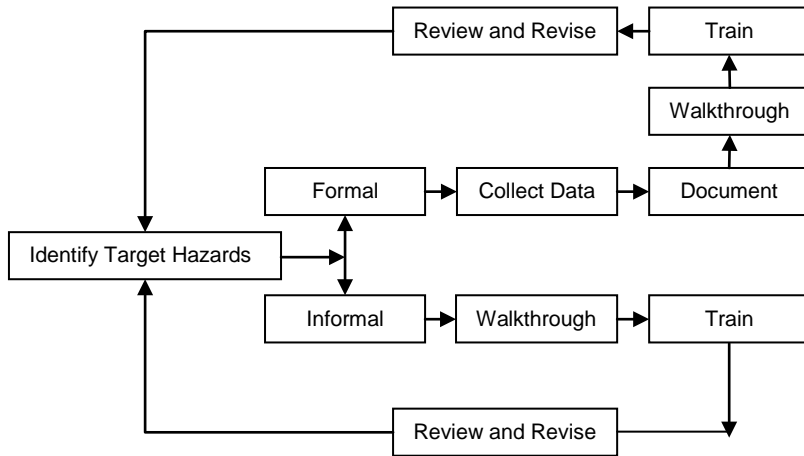 Review and Revise
Train
Walkthrough
Formal
Collect Data
Document
Identify Target Hazards
Informal
Walkthrough
Train
Review and Revise